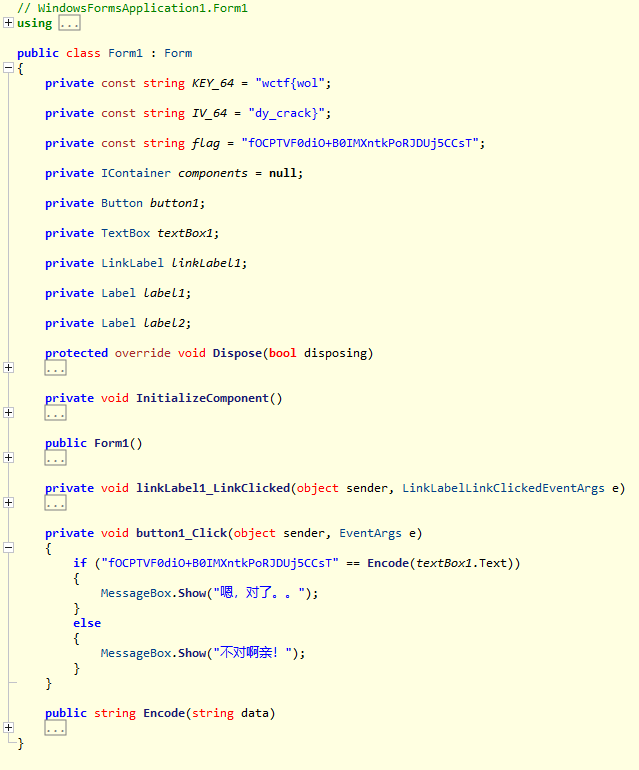 // WindowsFormsApplication1.Form1
using ...
public class Form1 : Form
{
private const string KEY_64 = "wctf{wol";
private const string IV_64 = "dy_crack}";
private const string flag = "fOCPTVF0diO+B0IMXntkPoRJDUj5CCsT";
private IContainer components = null;
private Button button1;
private TextBox textBox1;
private LinkLabel linkLabel1;
private Label label1;
private Label label2;
protected override void Dispose(bool disposing)
...
private void InitializeComponent()
...
public Form1()
...
private void linkLabel1_LinkClicked(object sender, LinkLabelLinkClickedEventArgs e)
...
private void button1_Click(object sender, EventArgs e)
{
if ("fOCPTVF0diO+B0IMXntkPoRJDUj5CCsT" == Encode(textBox1.Text))
{
MessageBox.Show("嗯，对了。。");
}
else
{
MessageBox.Show("不对啊亲！");
}
}
public string Encode(string data)
...
}